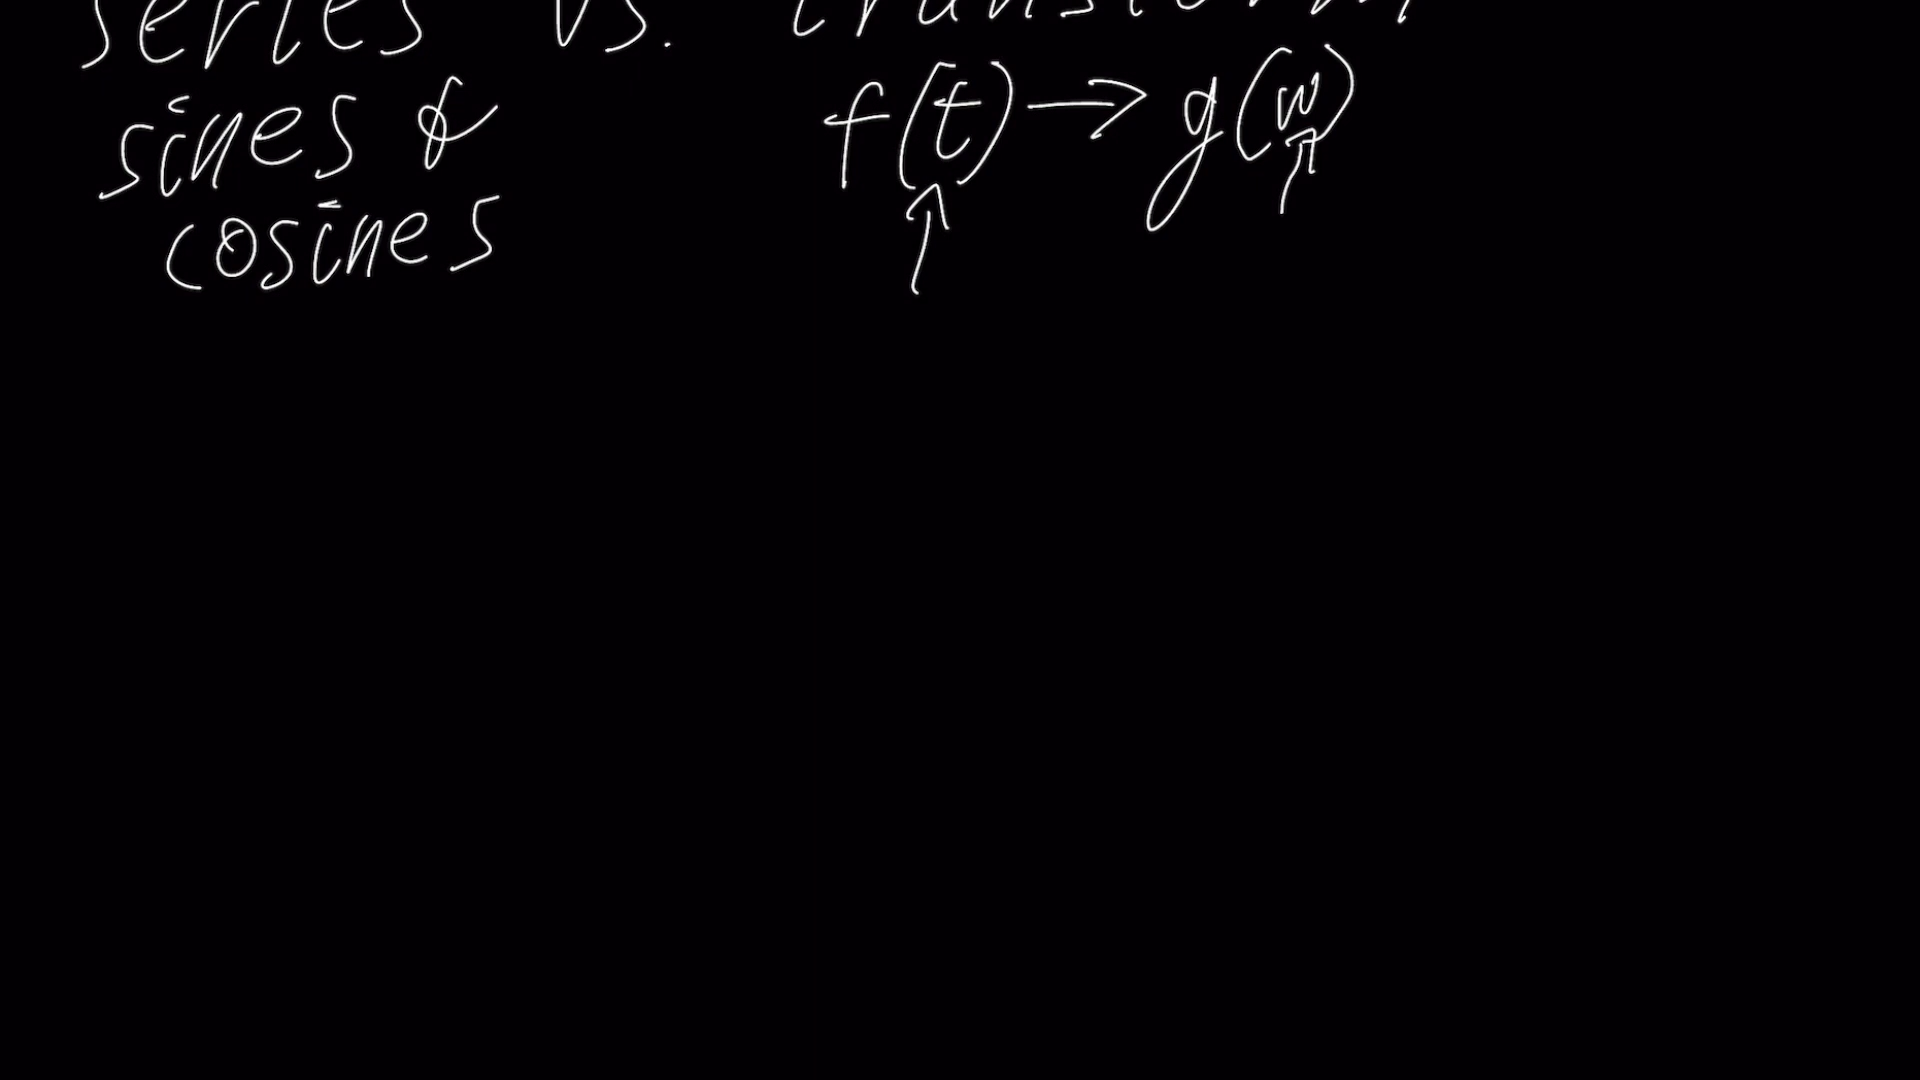 series vs. transform
sines & f(t) → g(w)
cosines ↑ ↑